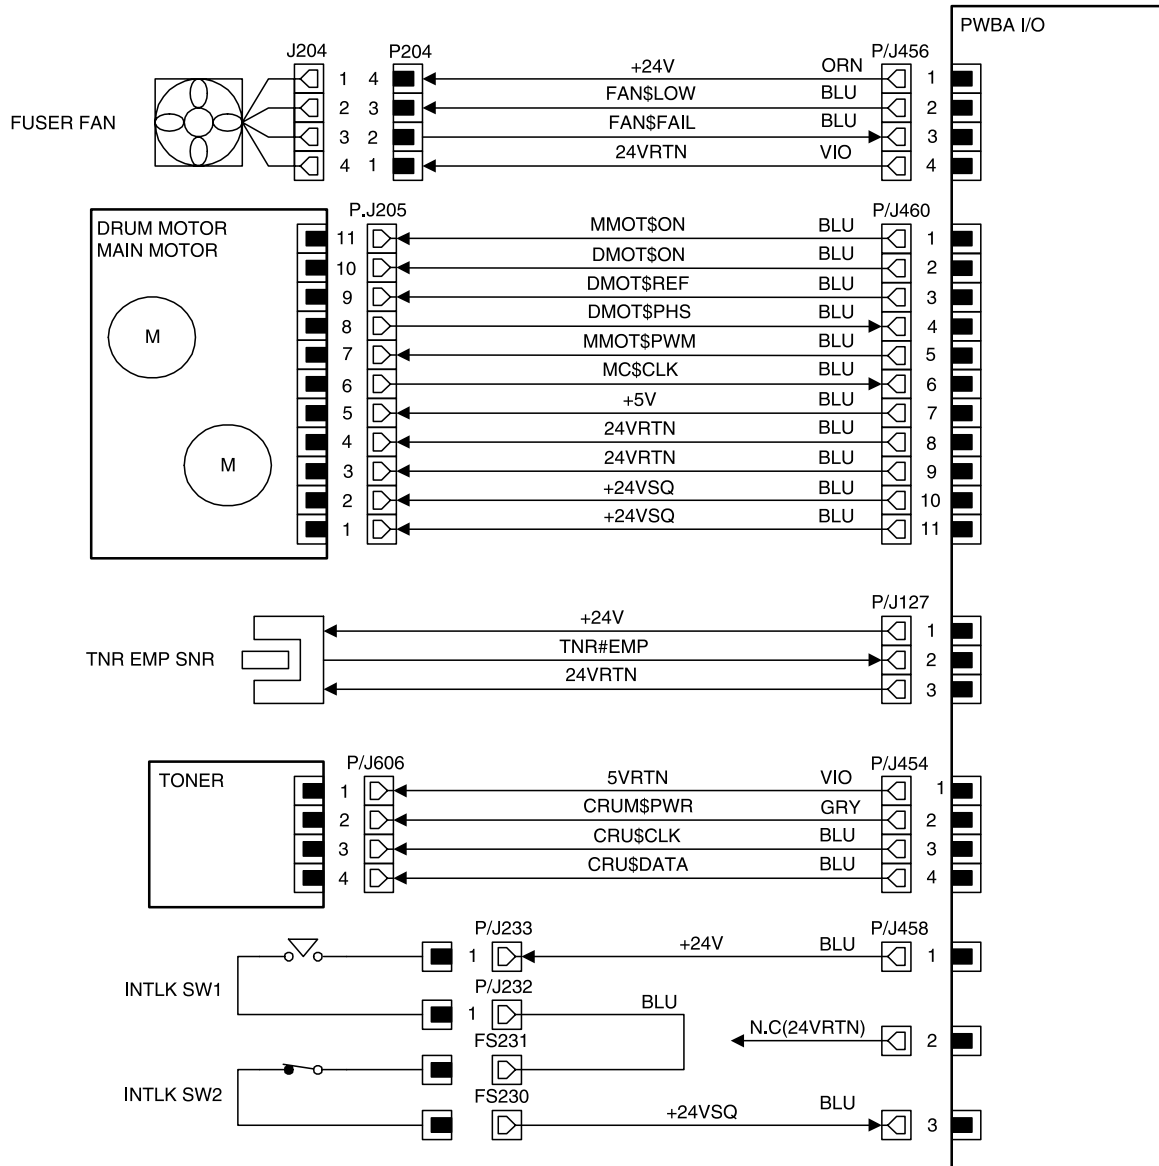 PWBA I/O
J204 P204 P/J456
FUSER FAN
1 4 +24V ORN 1
2 3 FAN$LOW BLU 2
3 2 FAN$FAIL BLU 3
4 1 24VRTN VIO 4
P.J205 P/J460
DRUM MOTOR
MAIN MOTOR
M
M
11 MMOT$ON BLU 1
10 DMOT$ON BLU 2
9 DMOT$REF BLU 3
8 DMOT$PHS BLU 4
7 MMOT$PWM BLU 5
6 MC$CLK BLU 6
5 +5V BLU 7
4 24VRTN BLU 8
3 24VRTN BLU 9
2 +24VSQ BLU 10
1 +24VSQ BLU 11
P/J127
TNR EMP SNR
+24V 1
TNR#EMP 2
24VRTN 3
P/J606 P/J454
TONER
1 5VRTN VIO 1
2 CRUM$PWR GRY 2
3 CRU$CLK BLU 3
4 CRU$DATA BLU 4
P/J233 P/J458
INTLK SW1
1 +24V BLU 1
P/J232
1 BLU
N.C(24VRTN) 2
FS231
INTLK SW2
FS230
+24VSQ BLU 3